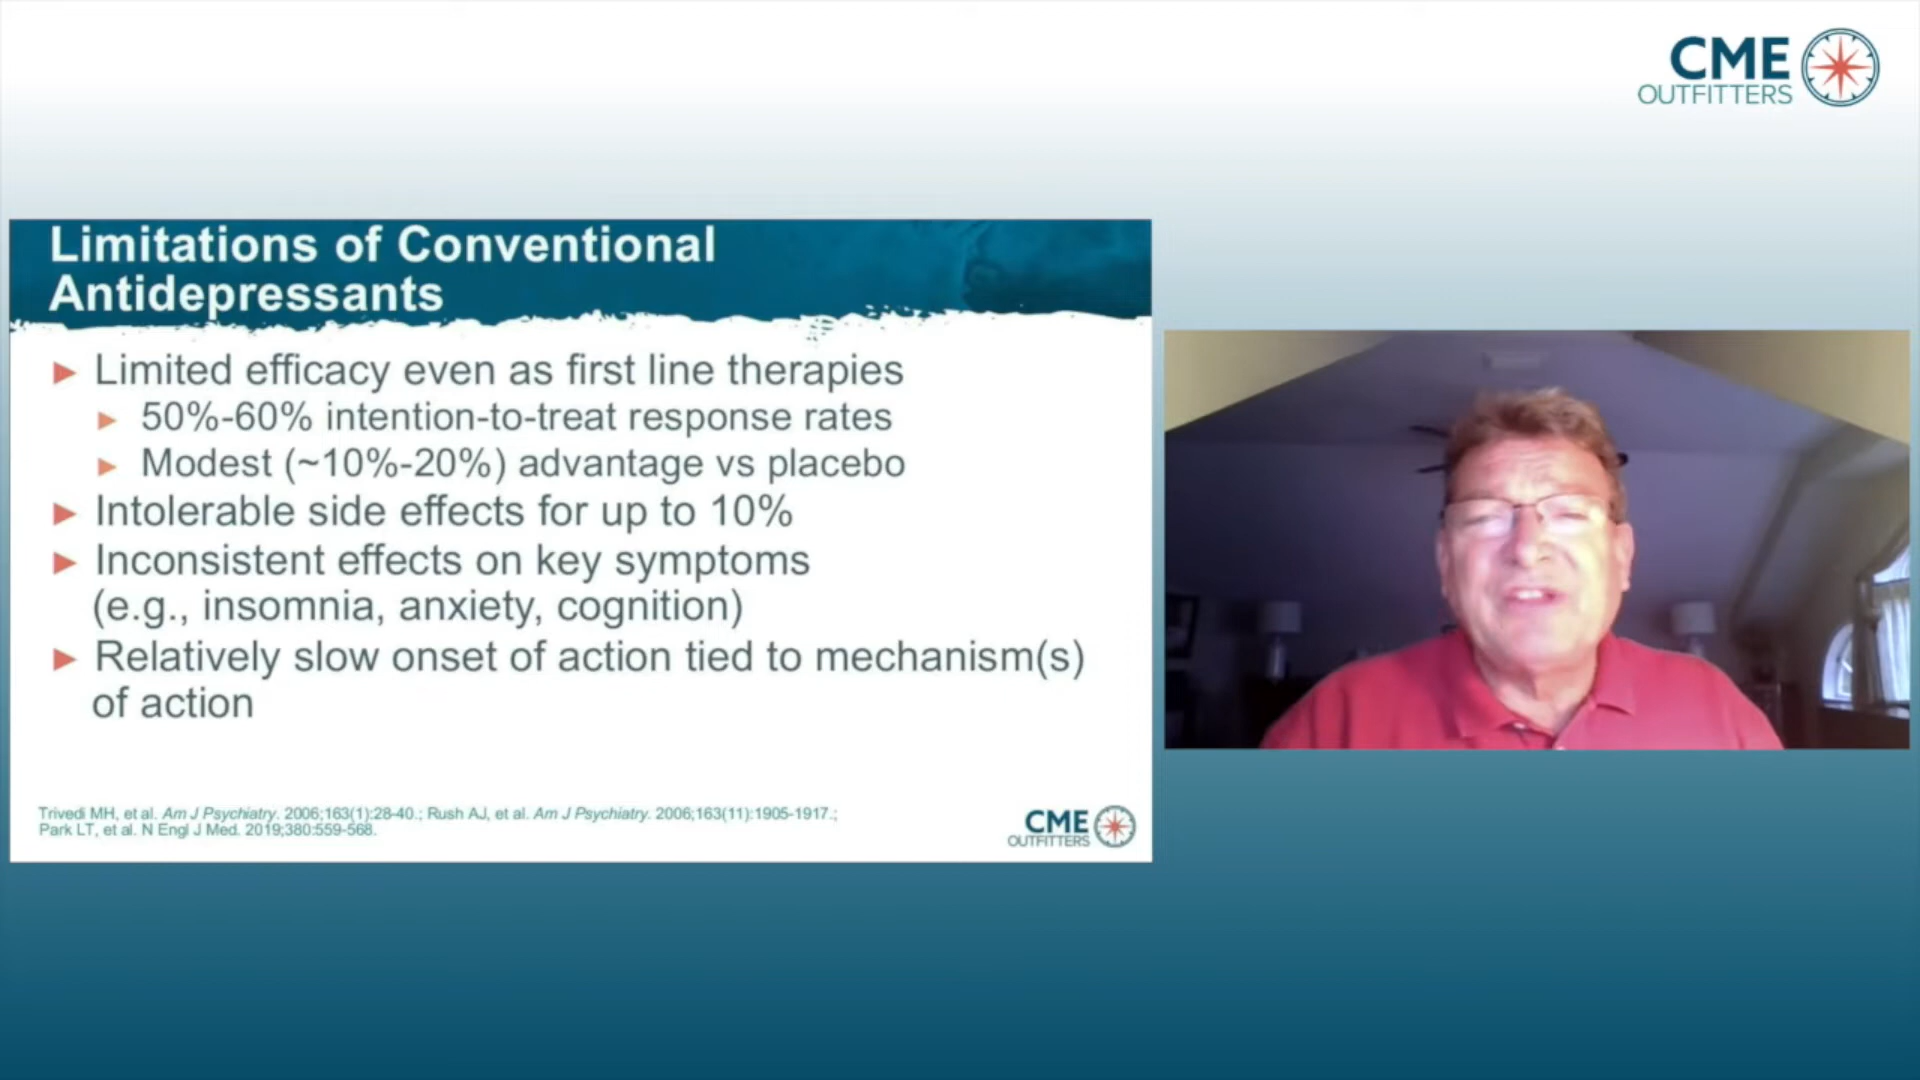 CME
OUTFITTERS
Limitations of Conventional
Antidepressants
► Limited efficacy even as first line therapies
► 50%-60% intention-to-treat response rates
► Modest (~10%-20%) advantage vs placebo
► Intolerable side effects for up to 10%
► Inconsistent effects on key symptoms
(e.g., insomnia, anxiety, cognition)
► Relatively slow onset of action tied to mechanism(s)
of action
Trivedi MH, et al. Am J Psychiatry. 2006;163(1):28-40.; Rush AJ, et al. Am J Psychiatry. 2006;163(11):1905-1917.;
Park LT, et al. N Engl J Med. 2019;380:559-568.
CME
OUTFITTERS